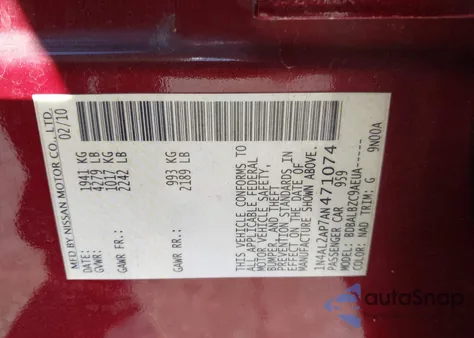 MFD BY NISSAN MOTOR CO., LTD.
DATE: 02/10
GVWR: 1941 KG
4279 LB
GAWR FR: 1017 KG
2242 LB
GAWR RR: 993 KG
2189 LB
THIS VEHICLE CONFORMS TO
ALL APPLICABLE FEDERAL
MOTOR VEHICLE SAFETY,
BUMPER, AND THEFT
PREVENTION STANDARDS IN
EFFECT ON THE DATE OF
MANUFACTURE SHOWN ABOVE.
1N4AL2AP7AN471074
PASSENGER CAR 939
MODEL:
COLOR: NAD TRIM: G 9N00A
AutoSnap